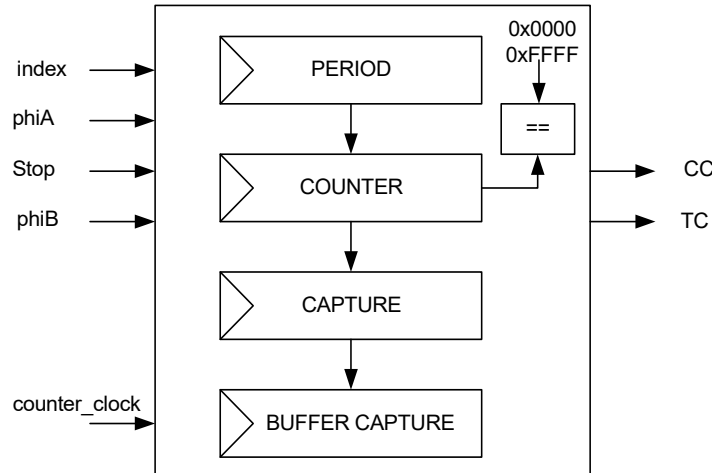 0x0000
0xFFFF
index
PERIOD
phiA
==
Stop
COUNTER
CC
phiB
TC
CAPTURE
counter_clock
BUFFER CAPTURE